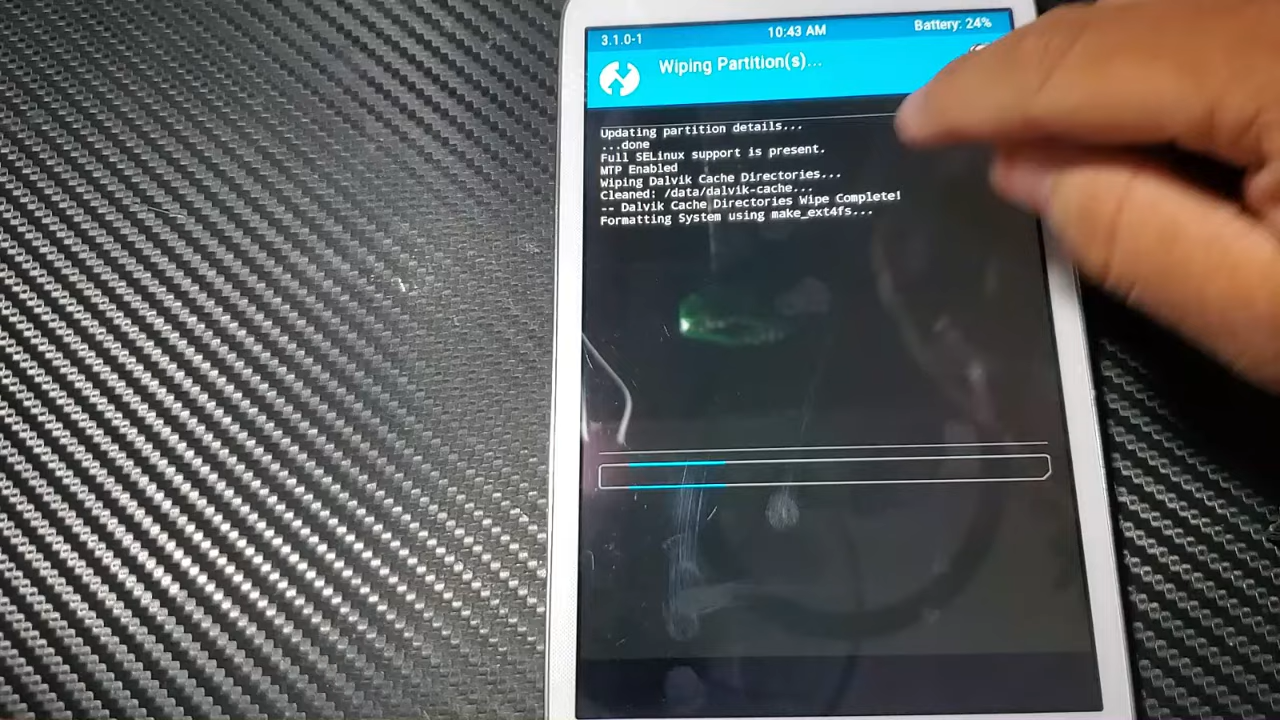 3.1.0-1
10:43 AM
Battery: 24%
Wiping Partition(s)...
Updating partition details...
...done
Full SELinux support is present.
MTP Enabled
Wiping Dalvik Cache Directories...
Cleaned: /data/dalvik-cache...
-- Dalvik Cache Directories Wipe Complete!
Formatting System using make_ext4fs...